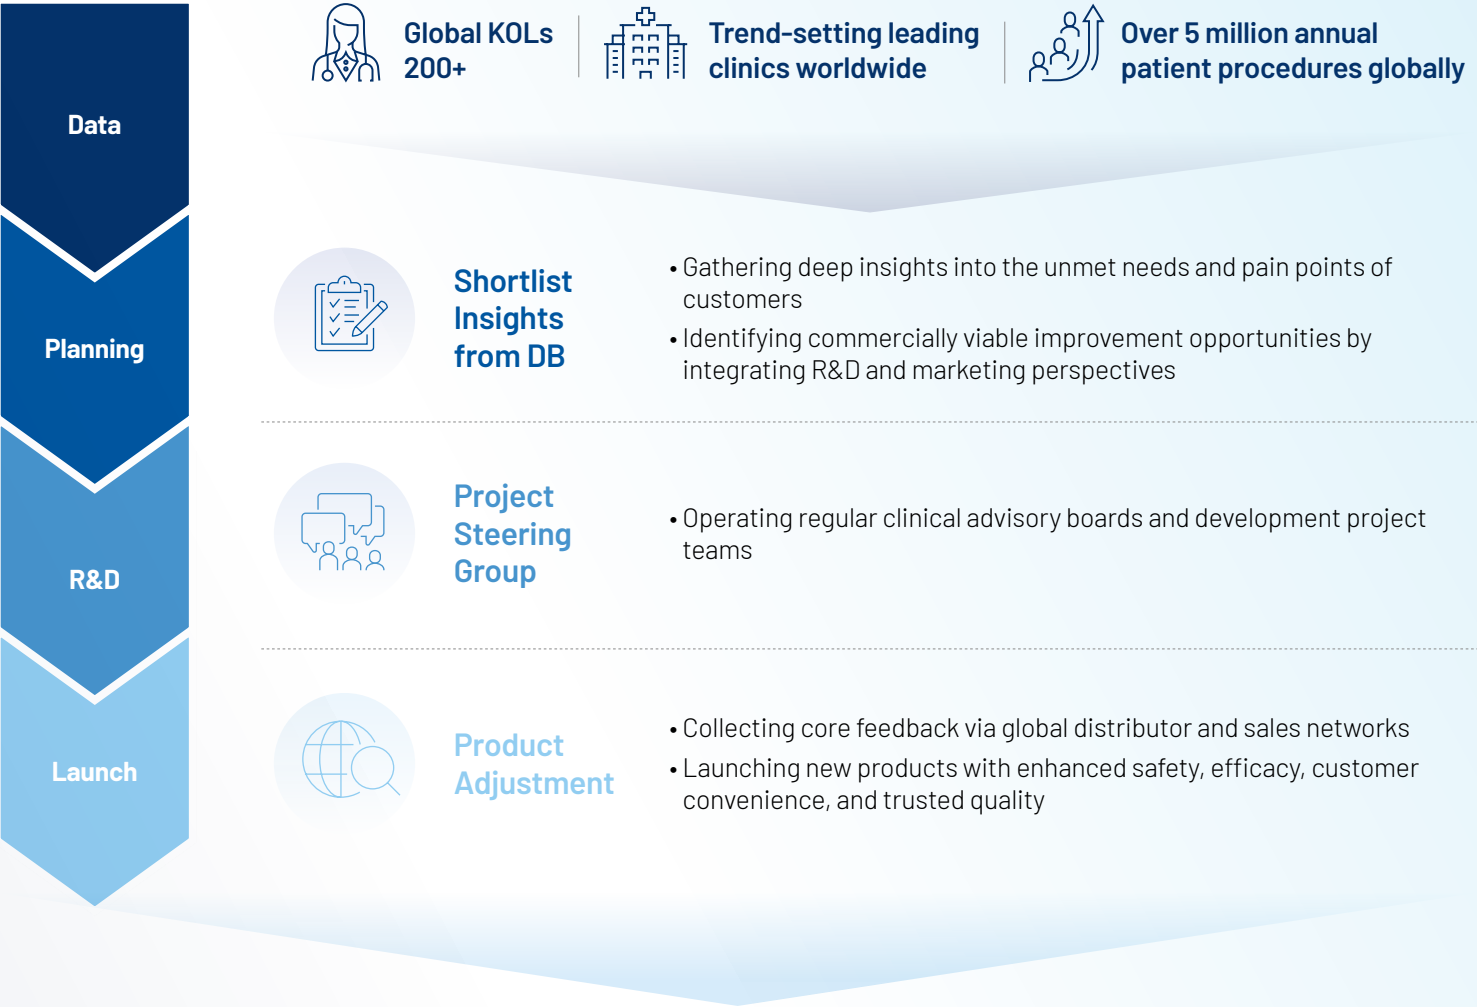 Global KOLs
200+
Trend-setting leading
clinics worldwide
Over 5 million annual
patient procedures globally
Data
Planning
Shortlist
Insights
from DB
• Gathering deep insights into the unmet needs and pain points of
customers
• Identifying commercially viable improvement opportunities by
integrating R&D and marketing perspectives
R&D
Project
Steering
Group
• Operating regular clinical advisory boards and development project
teams
Launch
Product
Adjustment
• Collecting core feedback via global distributor and sales networks
• Launching new products with enhanced safety, efficacy, customer
convenience, and trusted quality